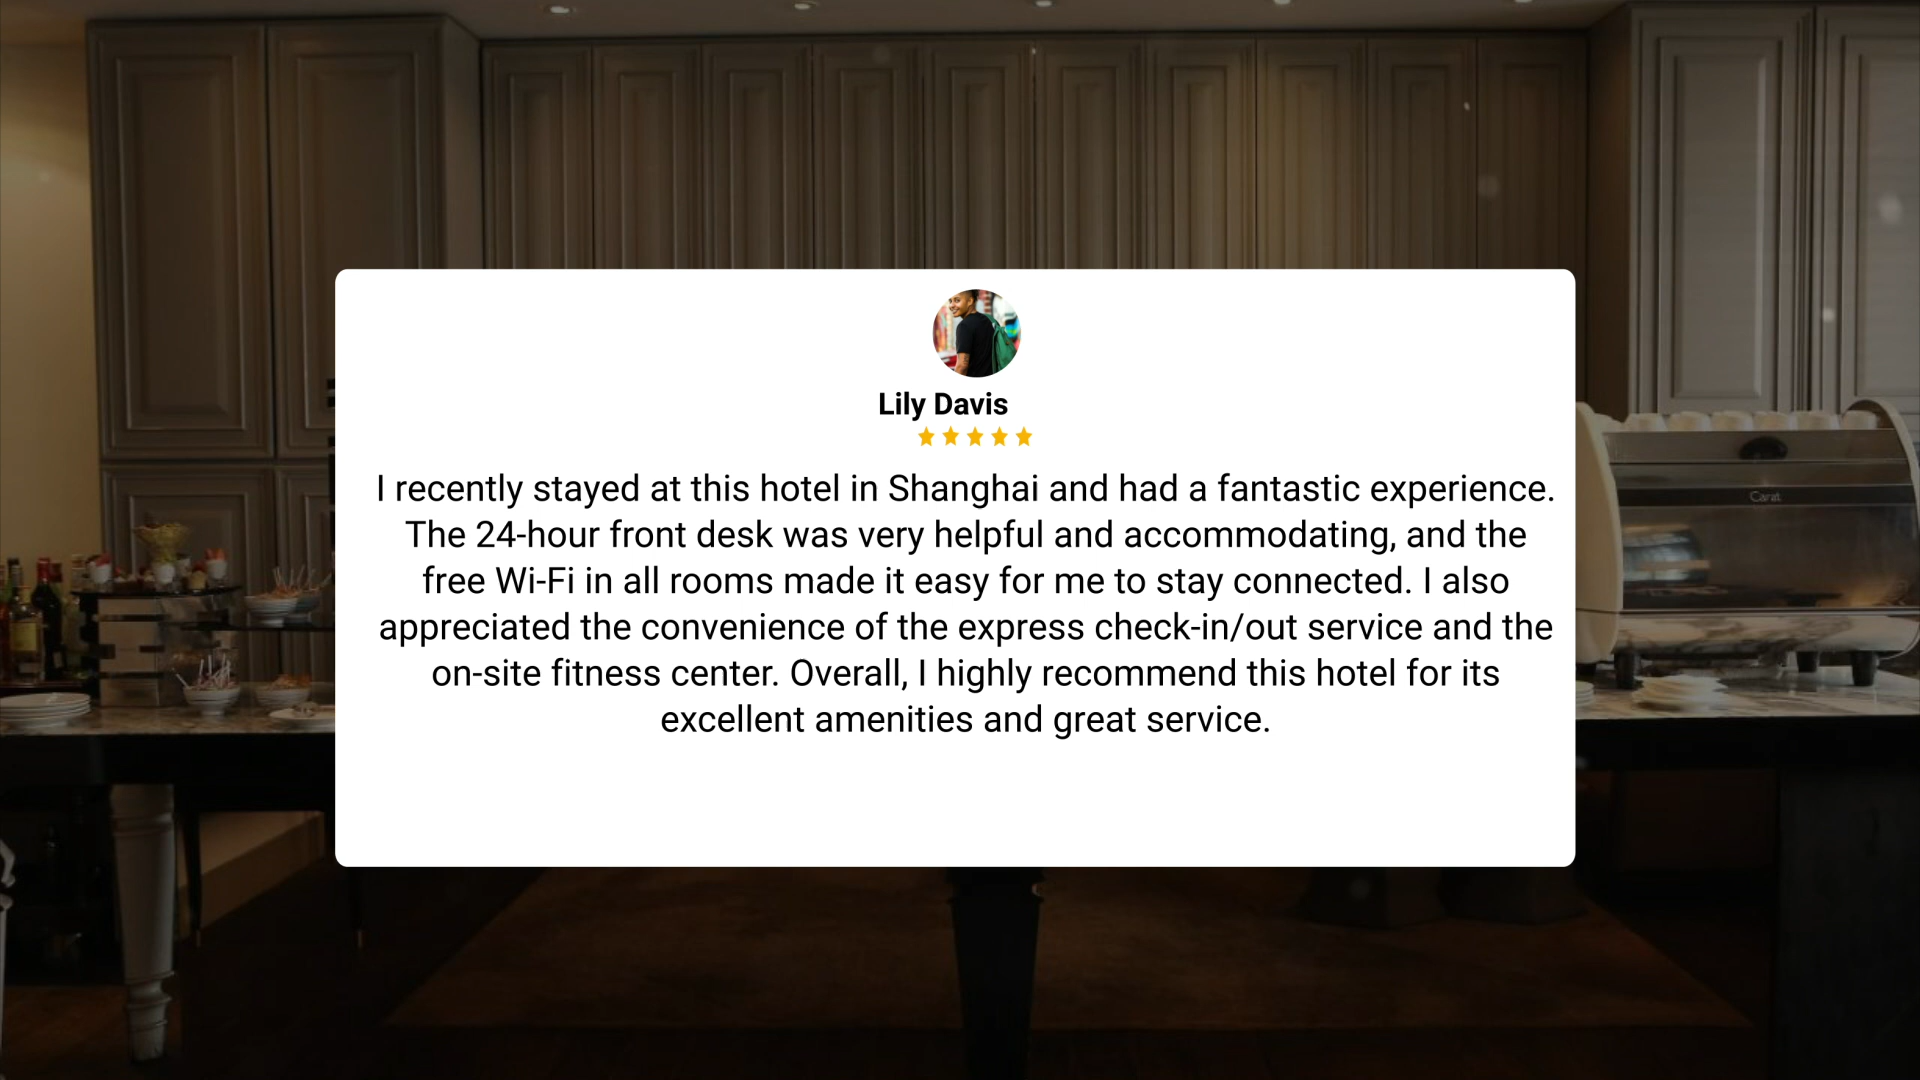 Lily Davis
I recently stayed at this hotel in Shanghai and had a fantastic experience.
The 24-hour front desk was very helpful and accommodating, and the
free Wi-Fi in all rooms made it easy for me to stay connected. I also
appreciated the convenience of the express check-in/out service and the
on-site fitness center. Overall, I highly recommend this hotel for its
excellent amenities and great service.
Carat